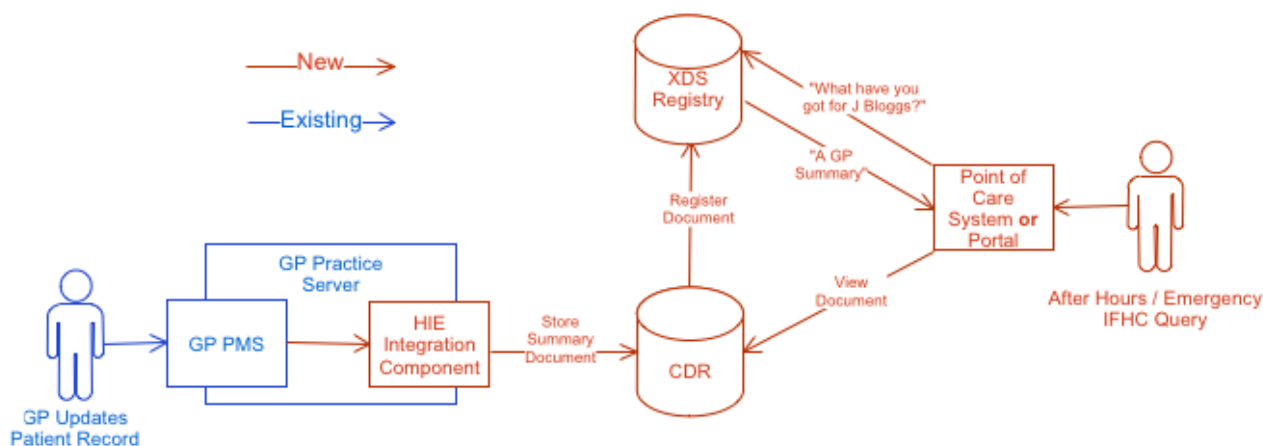 New
Existing
XDS
Registry
"What have you
got for J Bloggs?"
"A GP
Summary"
Point of
Care
System or
Portal
Register
Document
GP Practice
Server
View
Document
After Hours / Emergency
IFHC Query
GP PMS
HIE
Integration
Component
Store
Summary
Document
CDR
GP Updates
Patient Record